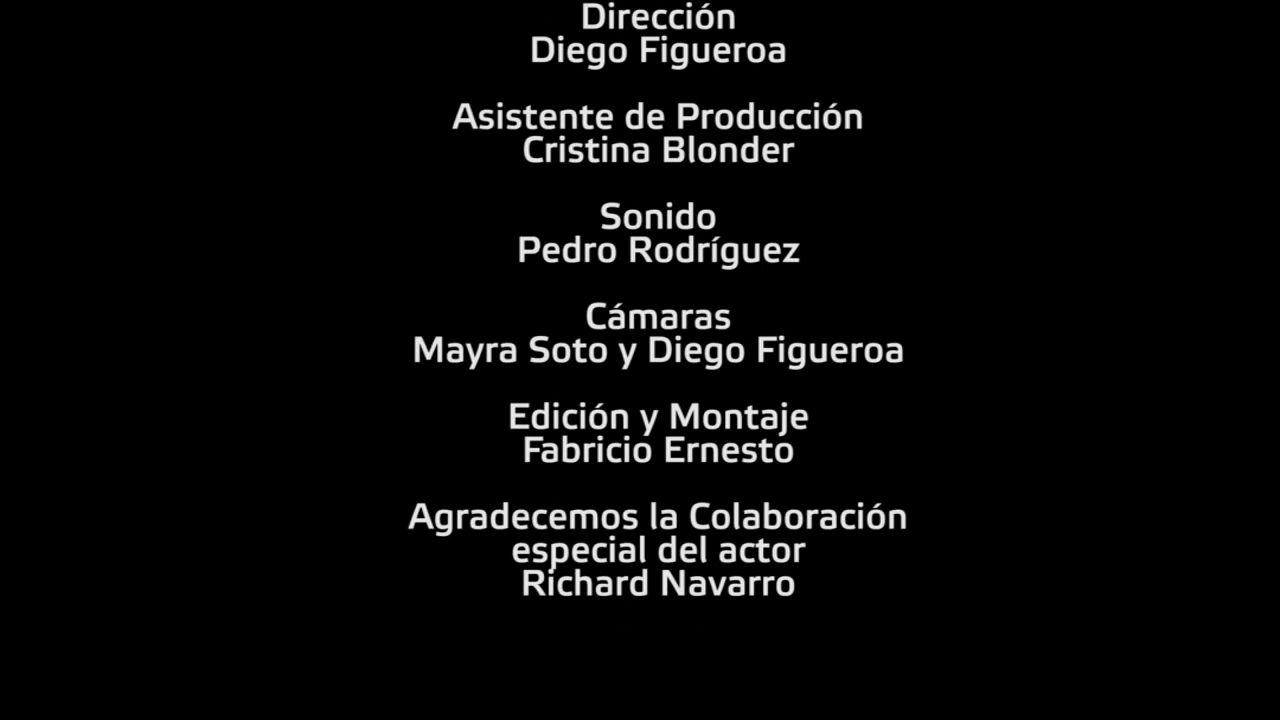 Dirección
Diego Figueroa
Asistente de Producción
Cristina Blonder
Sonido
Pedro Rodríguez
Cámaras
Mayra Soto y Diego Figueroa
Edición y Montaje
Fabricio Ernesto
Agradecemos la Colaboración
especial del actor
Richard Navarro